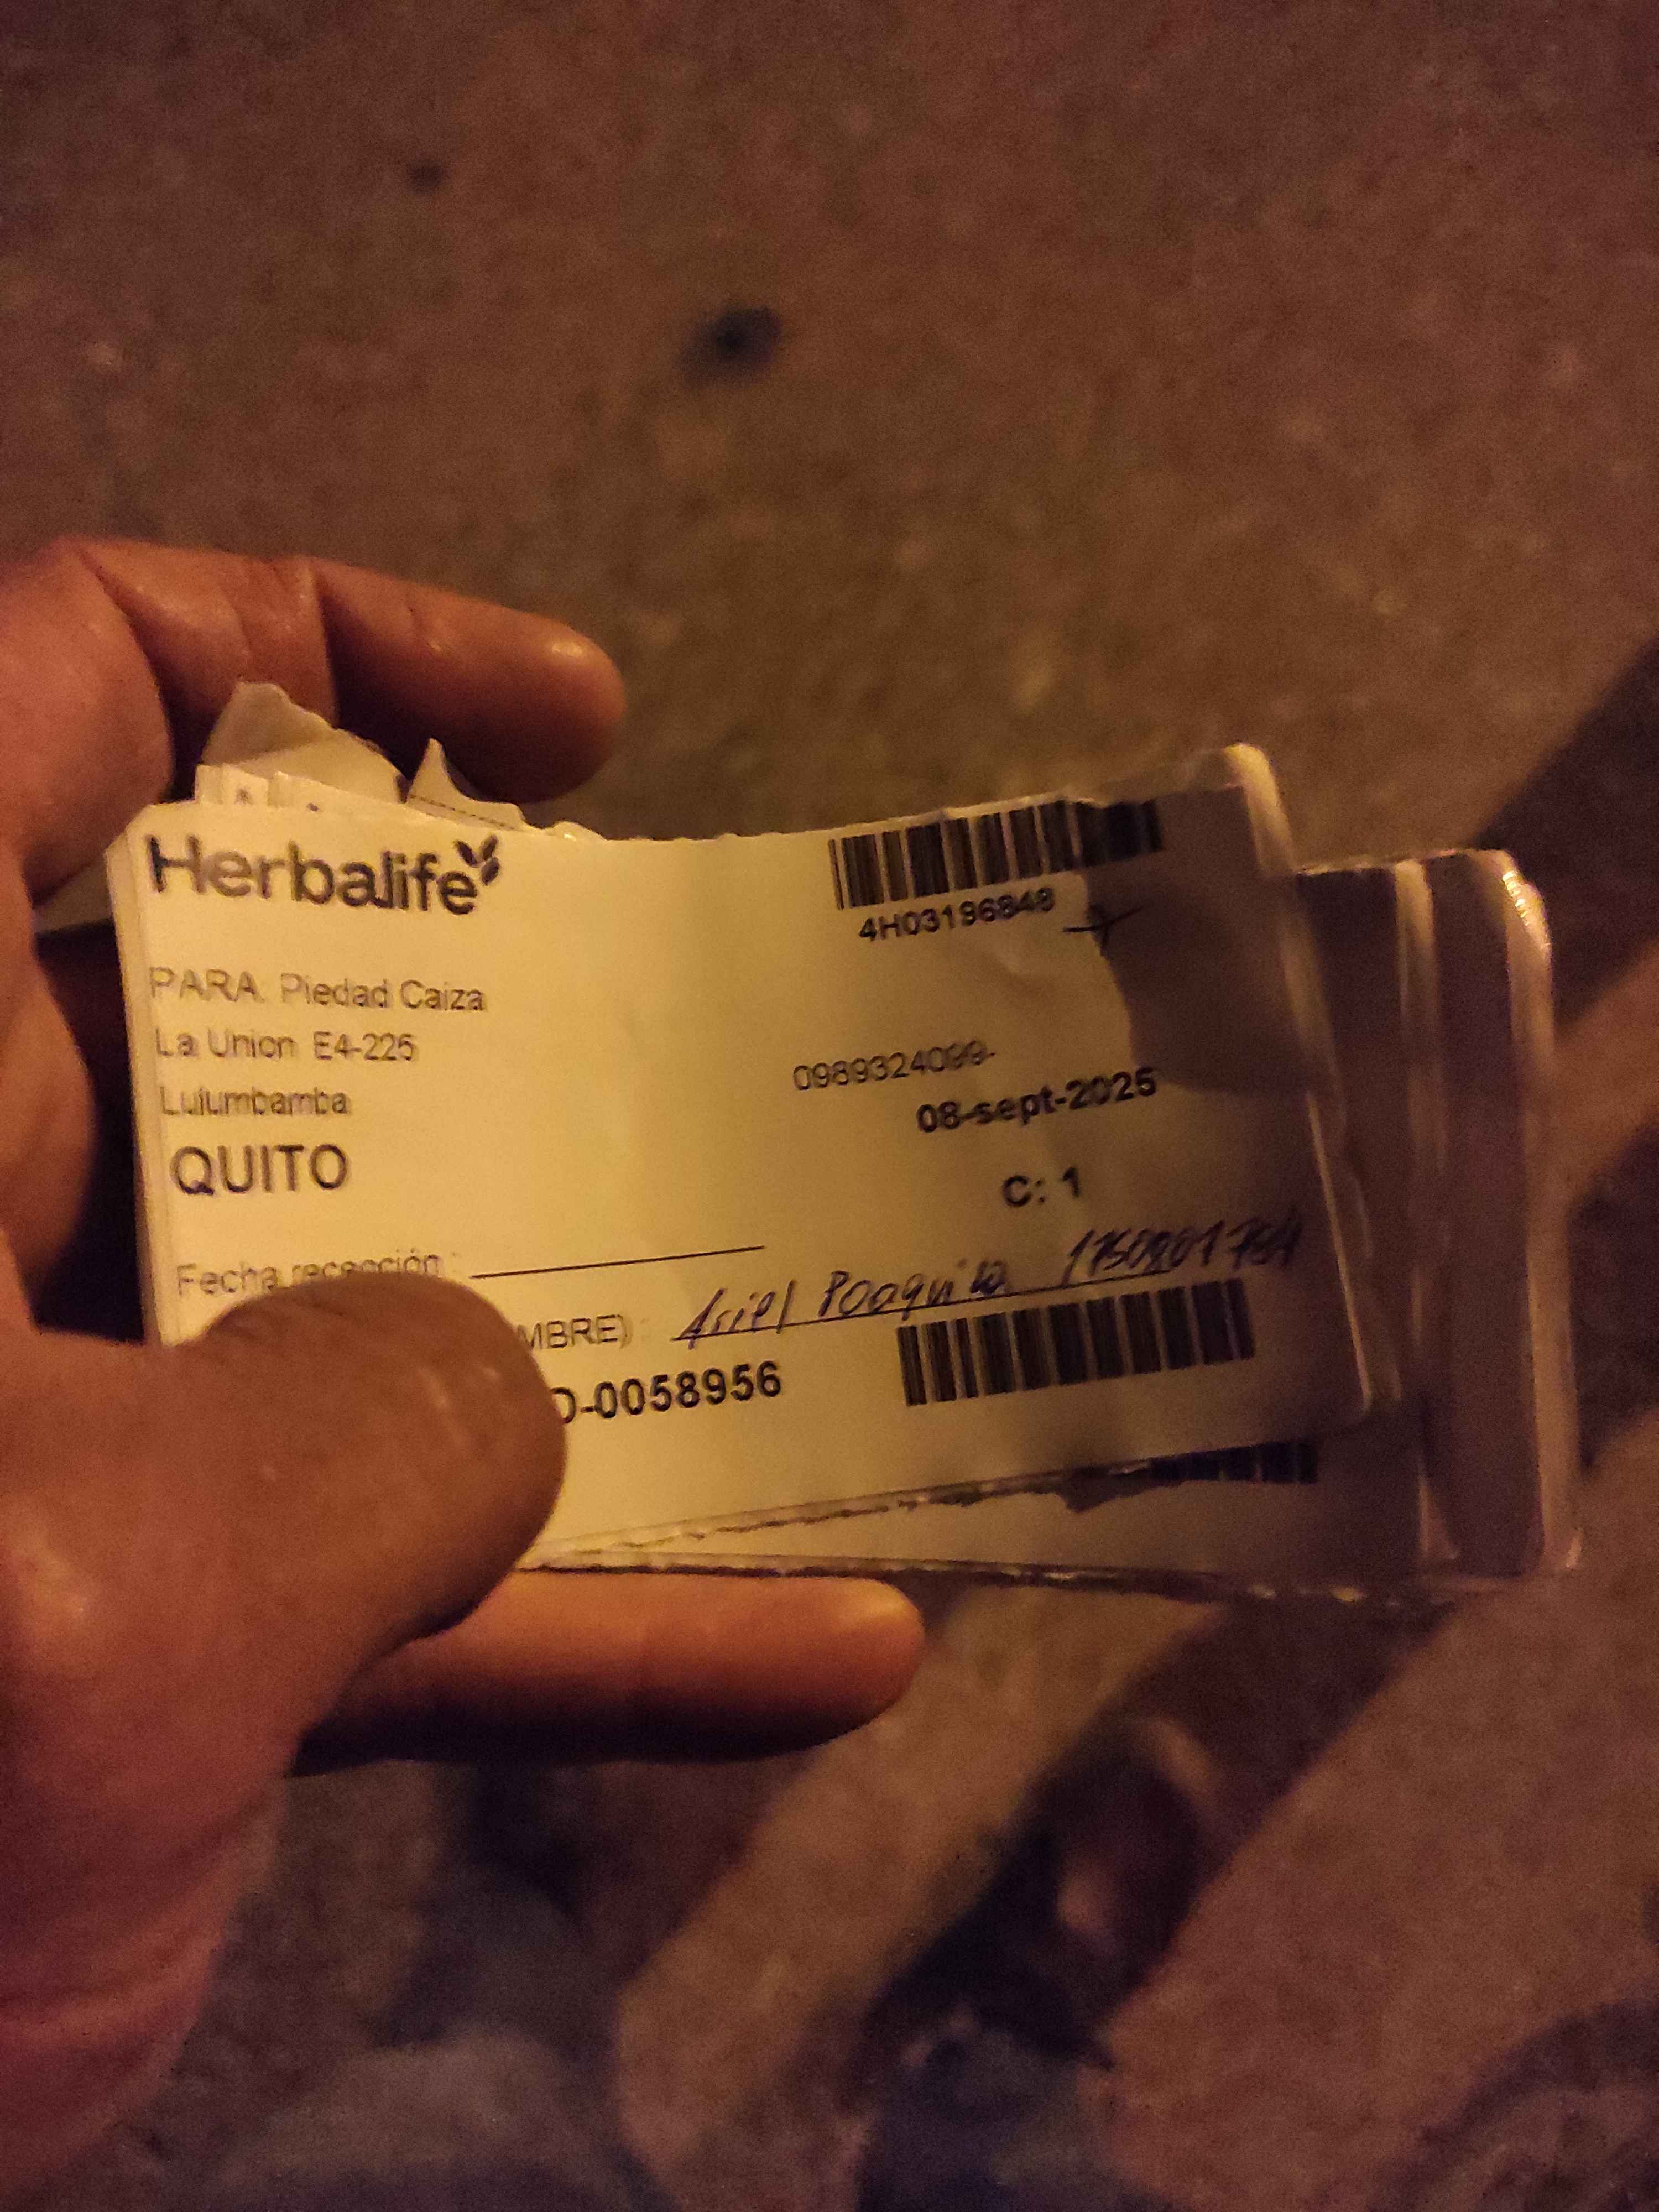 Herbalife
4H03196848
PARA. Piedad Caiza
La Union E4-225
0989324099-
Lulumbamba
08-sept-2025
QUITO
C: 1
Fecha recepción :
MBRE) : Ariel
D-0058956